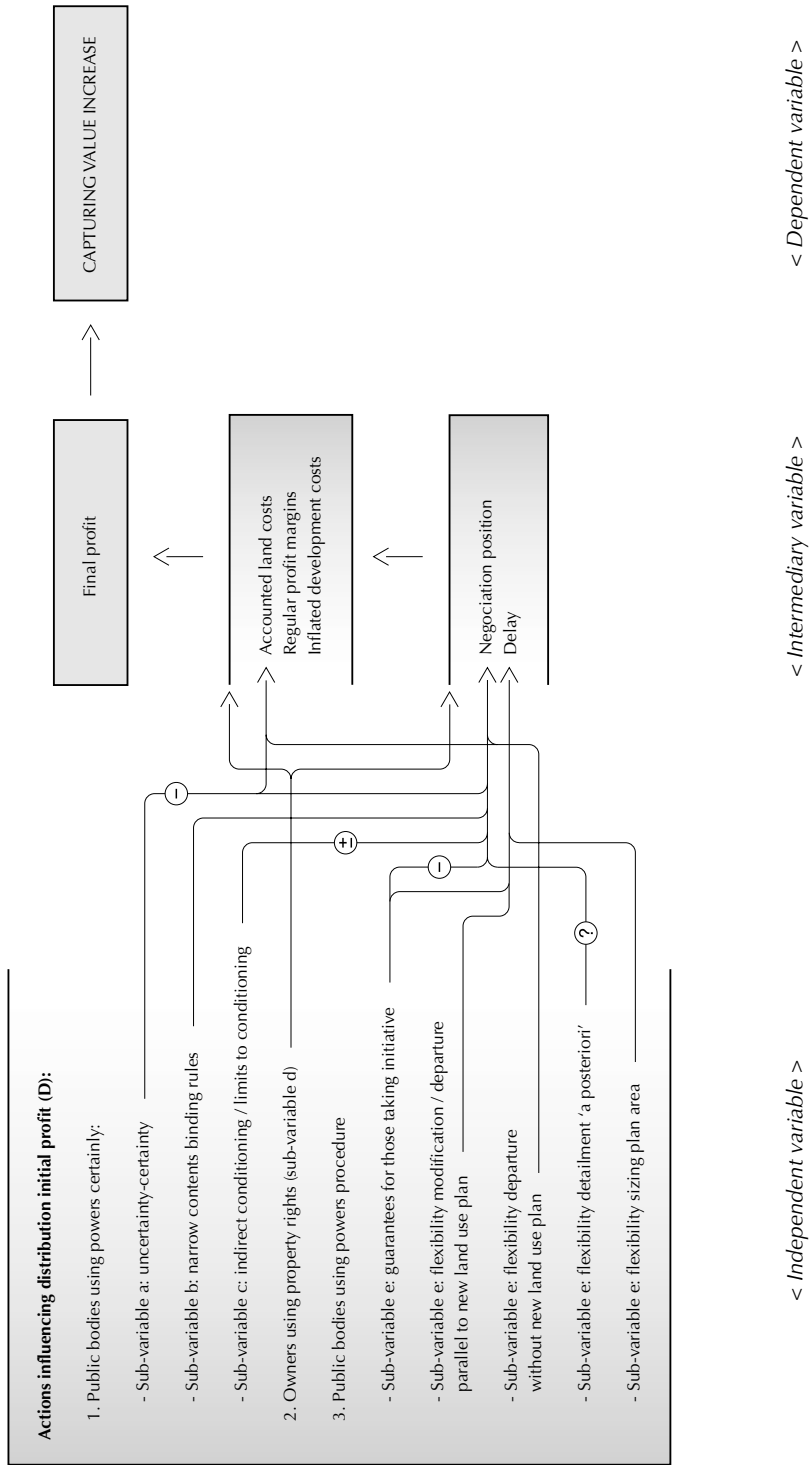 Actions influencing distribution initial profit (D):
1. Public bodies using powers certainly:
- Sub-variable a: uncertainty-certainty
- Sub-variable b: narrow contents binding rules
- Sub-variable c: indirect conditioning / limits to conditioning
2. Owners using property rights (sub-variable d)
3. Public bodies using powers procedure
- Sub-variable e: guarantees for those taking initiative
- Sub-variable e: flexibility modification / departure
parallel to new land use plan
- Sub-variable e: flexibility departure
without new land use plan
- Sub-variable e: flexibility detailment ‘a posteriori’
- Sub-variable e: flexibility sizing plan area
−
±
−
?
Final profit
Accounted land costs
Regular profit margins
Inflated development costs
Negociation position
Delay
CAPTURING VALUE INCREASE
< Independent variable >
< Intermediary variable >
< Dependent variable >